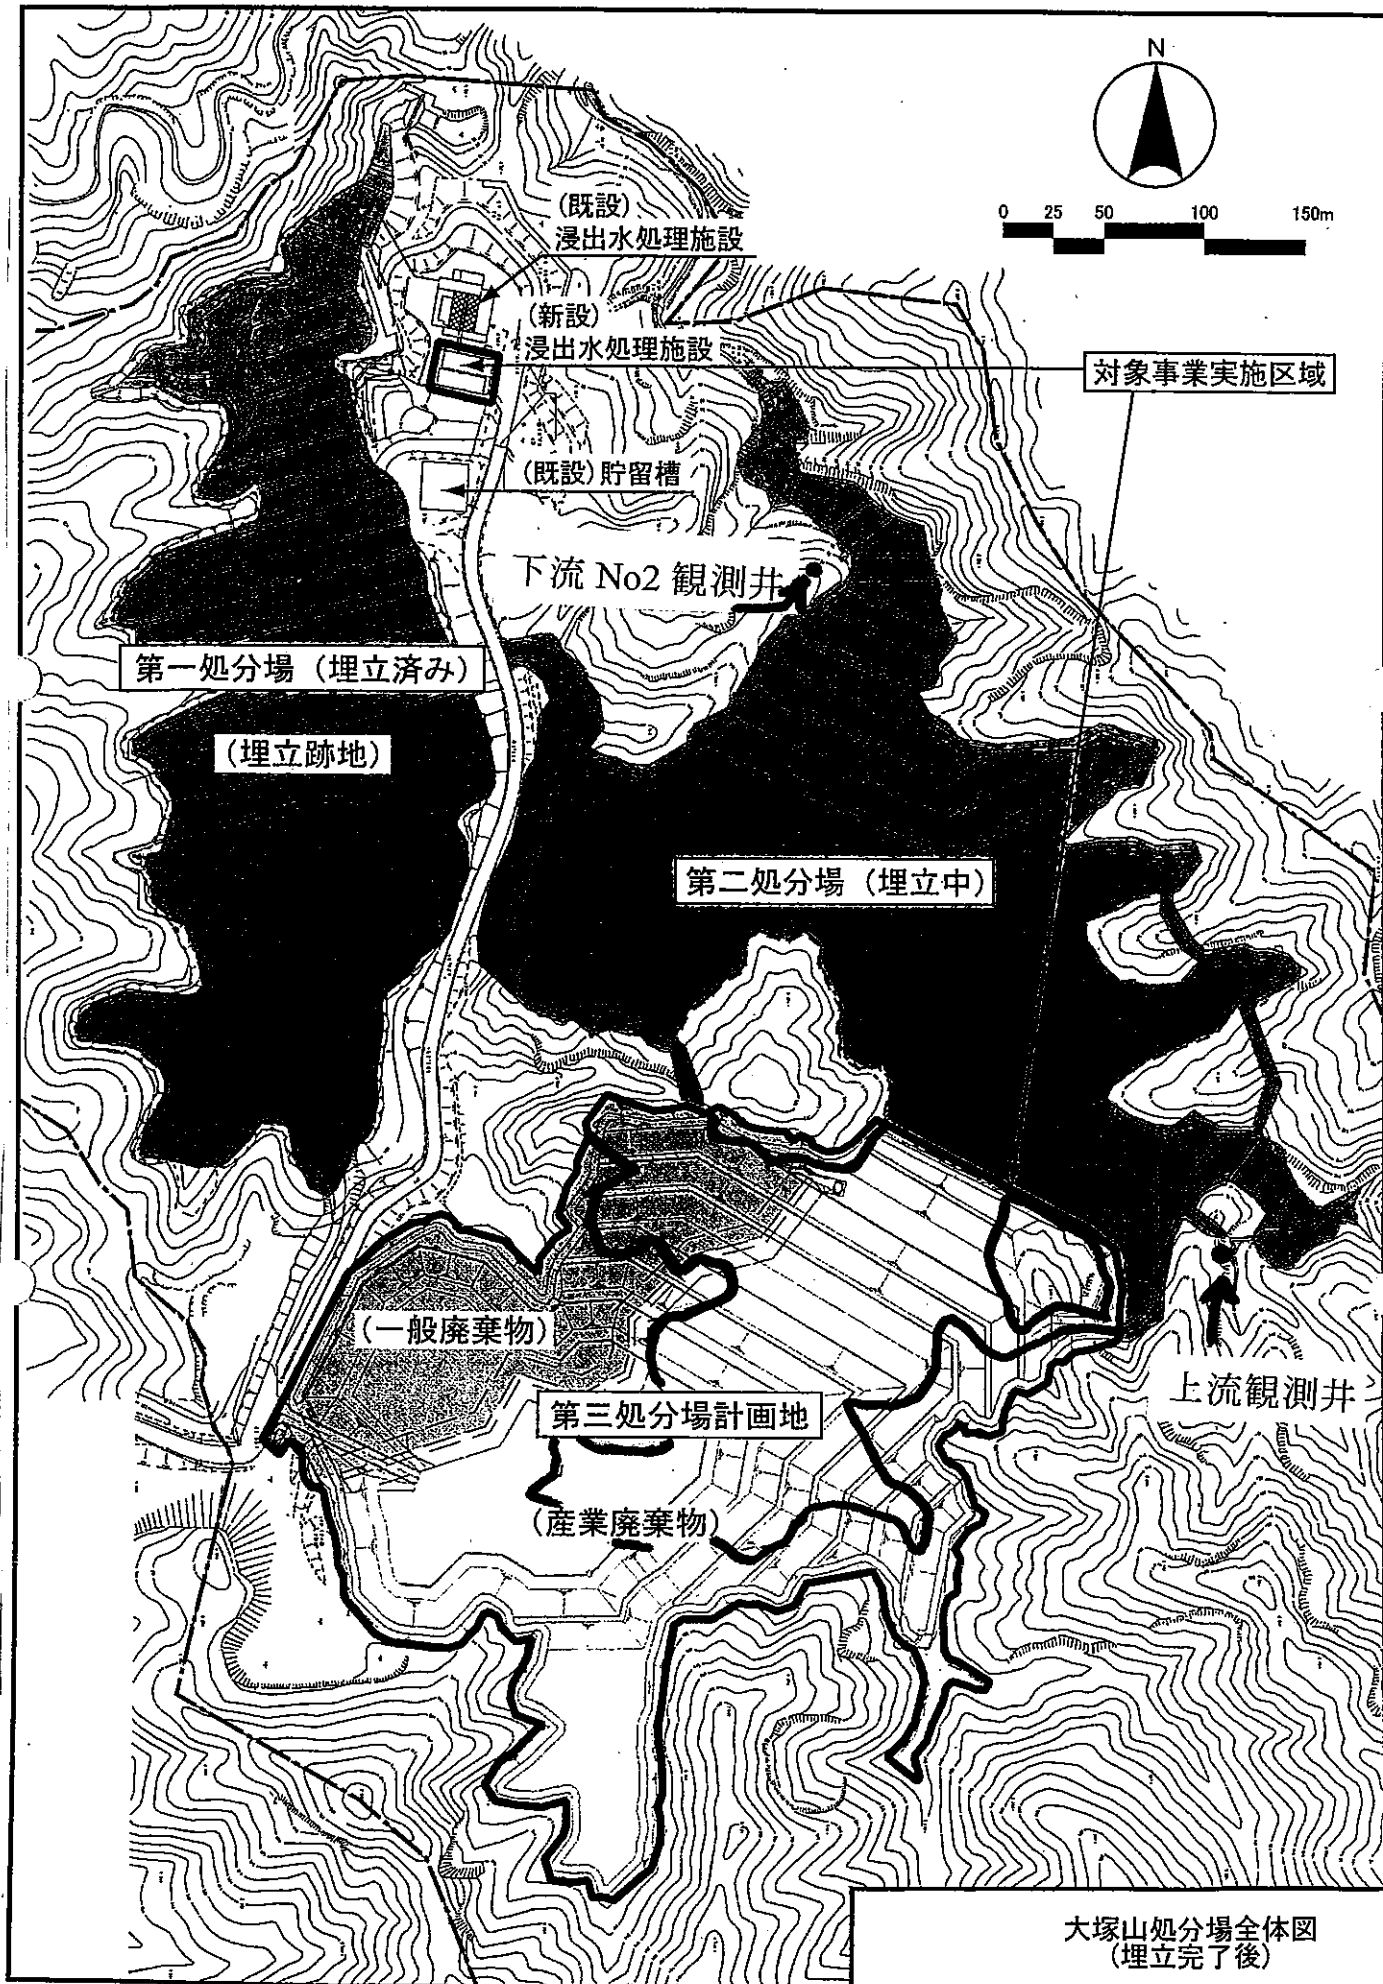 N
0 25 50 100 150m
(既設)
浸出水処理施設
(新設)
浸出水処理施設
対象事業実施区域
(既設)貯留槽
下流 No2 観測井
第一処分場(埋立済み)
(埋立跡地)
第二処分場(埋立中)
(一般廃棄物)
第三処分場計画地
上流観測井
(産業廃棄物)
大塚山処分場全体図
(埋立完了後)